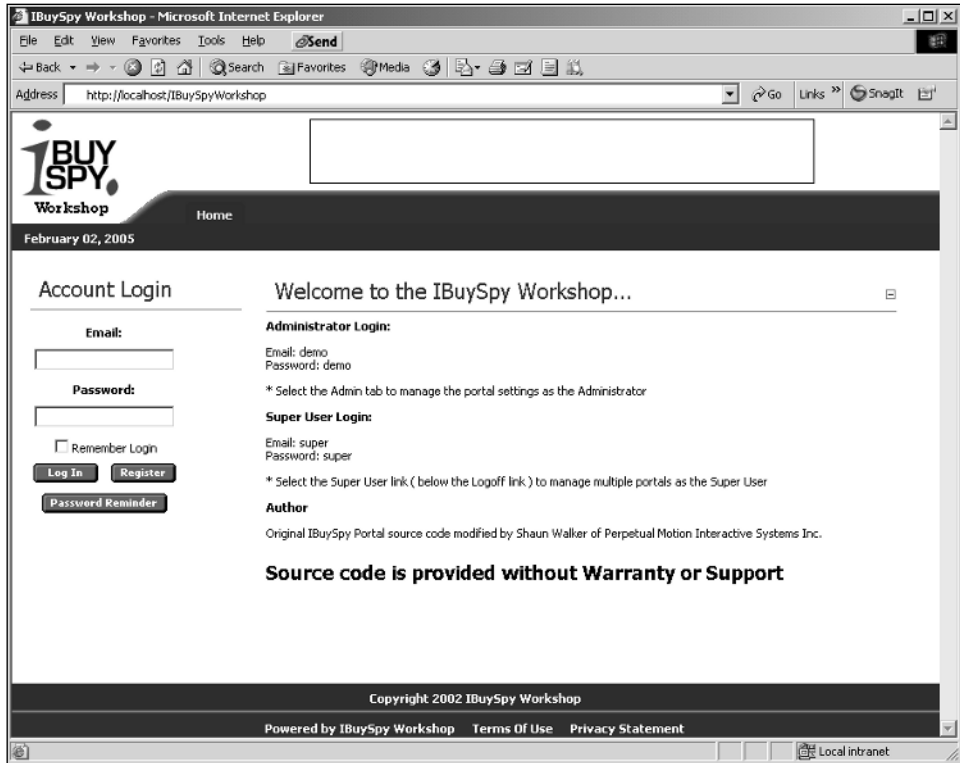 IBuySpy Workshop - Microsoft Internet Explorer
File Edit View Favorites Tools Help Send
Back Search Favorites Media
Address http://localhost/IBuySpyWorkshop Go Links » SnagIt
iBUY
SPY.
Workshop
Home
February 02, 2005
Account Login
Email:
Password:
Remember Login
Log In Register
Password Reminder
Welcome to the IBuySpy Workshop...
Administrator Login:
Email: demo
Password: demo
* Select the Admin tab to manage the portal settings as the Administrator
Super User Login:
Email: super
Password: super
* Select the Super User link ( below the Logoff link ) to manage multiple portals as the Super User
Author
Original IBuySpy Portal source code modified by Shaun Walker of Perpetual Motion Interactive Systems Inc.
Source code is provided without Warranty or Support
Copyright 2002 IBuySpy Workshop
Powered by IBuySpy Workshop Terms Of Use Privacy Statement
Local intranet